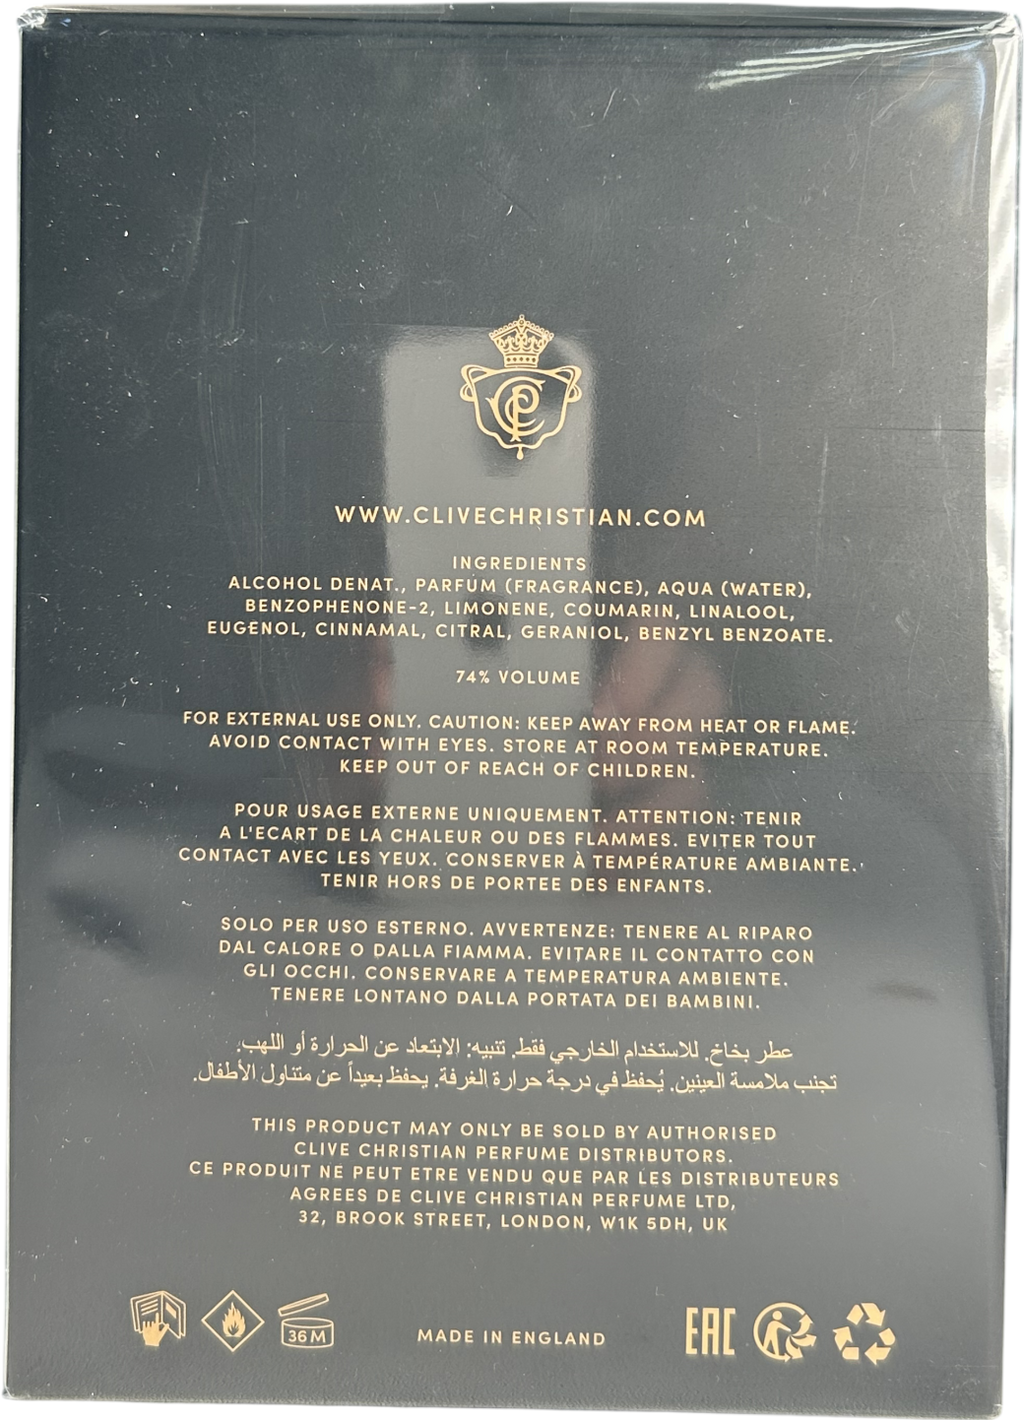 WWW.CLIVECHRISTIAN.COM
INGREDIENTS
ALCOHOL DENAT., PARFUM (FRAGRANCE), AQUA (WATER),
BENZOPHENONE-2, LIMONENE, COUMARIN, LINALOOL,
EUGENOL, CINNAMAL, CITRAL, GERANIOL, BENZYL BENZOATE.
74% VOLUME
FOR EXTERNAL USE ONLY. CAUTION: KEEP AWAY FROM HEAT OR FLAME.
AVOID CONTACT WITH EYES. STORE AT ROOM TEMPERATURE.
KEEP OUT OF REACH OF CHILDREN.
POUR USAGE EXTERNE UNIQUEMENT. ATTENTION: TENIR
A L'ECART DE LA CHALEUR OU DES FLAMMES. EVITER TOUT
CONTACT AVEC LES YEUX. CONSERVER À TEMPÉRATURE AMBIANTE.
TENIR HORS DE PORTEE DES ENFANTS.
SOLO PER USO ESTERNO. AVVERTENZE: TENERE AL RIPARO
DAL CALORE O DALLA FIAMMA. EVITARE IL CONTATTO CON
GLI OCCHI. CONSERVARE A TEMPERATURA AMBIENTE.
TENERE LONTANO DALLA PORTATA DEI BAMBINI.
عطر بخاخ. للاستخدام الخارجي فقط. تنبيه: الابتعاد عن الحرارة أو اللهب.
تجنب ملامسة العينين. يُحفظ في درجة حرارة الغرفة. يحفظ بعيداً عن متناول الأطفال.
THIS PRODUCT MAY ONLY BE SOLD BY AUTHORISED
CLIVE CHRISTIAN PERFUME DISTRIBUTORS.
CE PRODUIT NE PEUT ETRE VENDU QUE PAR LES DISTRIBUTEURS
AGREES DE CLIVE CHRISTIAN PERFUME LTD,
32, BROOK STREET, LONDON, W1K 5DH, UK
36 M
MADE IN ENGLAND
EAC